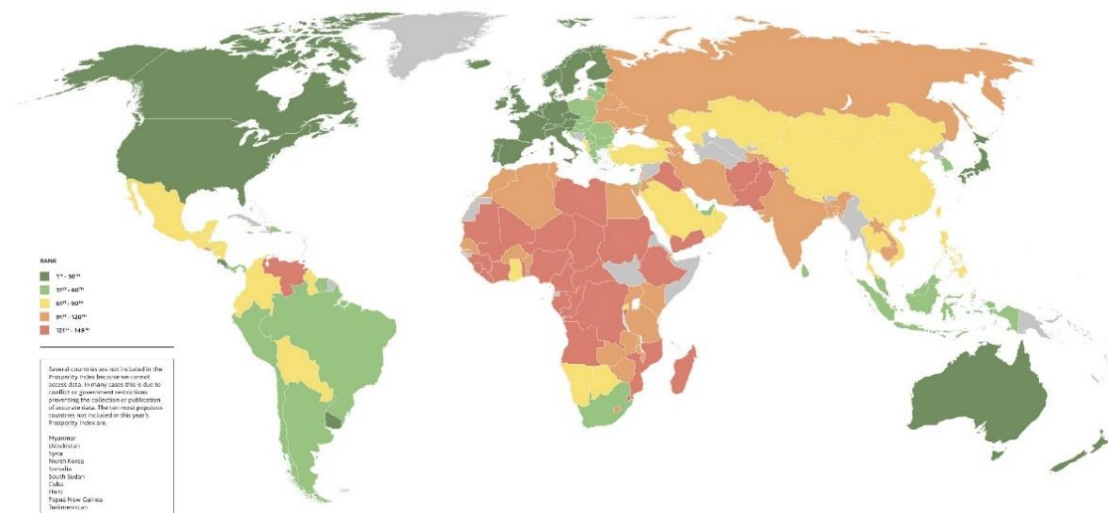 RANK
1ST - 30TH
31ST - 60TH
61ST - 90TH
91ST - 120TH
121ST - 149TH
Several countries are not included in the
Prosperity Index because we cannot
access data. In many cases this is due to
conflict or government restrictions
preventing the collection or publication
of accurate data. The ten most populous
countries not included in this year's
Prosperity Index are:
Myanmar
Uzbekistan
Syria
North Korea
Somalia
South Sudan
Cuba
Haiti
Papua New Guinea
Turkmenistan